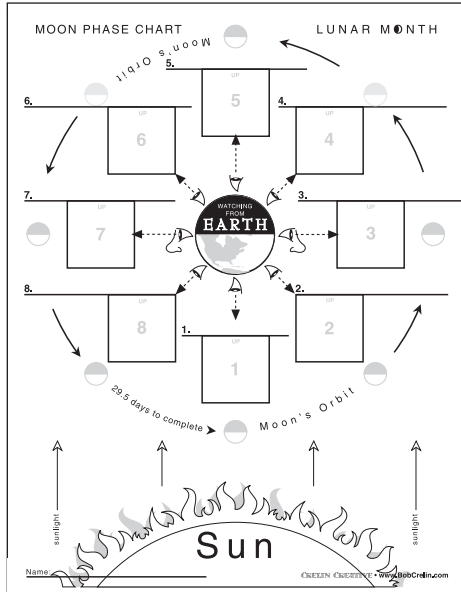 MOON PHASE CHART
LUNAR MONTH
Moon's Orbit
5.
UP
5
6.
UP
6
4.
UP
4
7.
UP
7
WATCHING
FROM
EARTH
3.
UP
3
8.
UP
8
1.
UP
1
2.
UP
2
29.5 days to complete
Moon's Orbit
sunlight
sunlight
Sun
Name:
CRELIN CREATIVE • www.BobCrelin.com